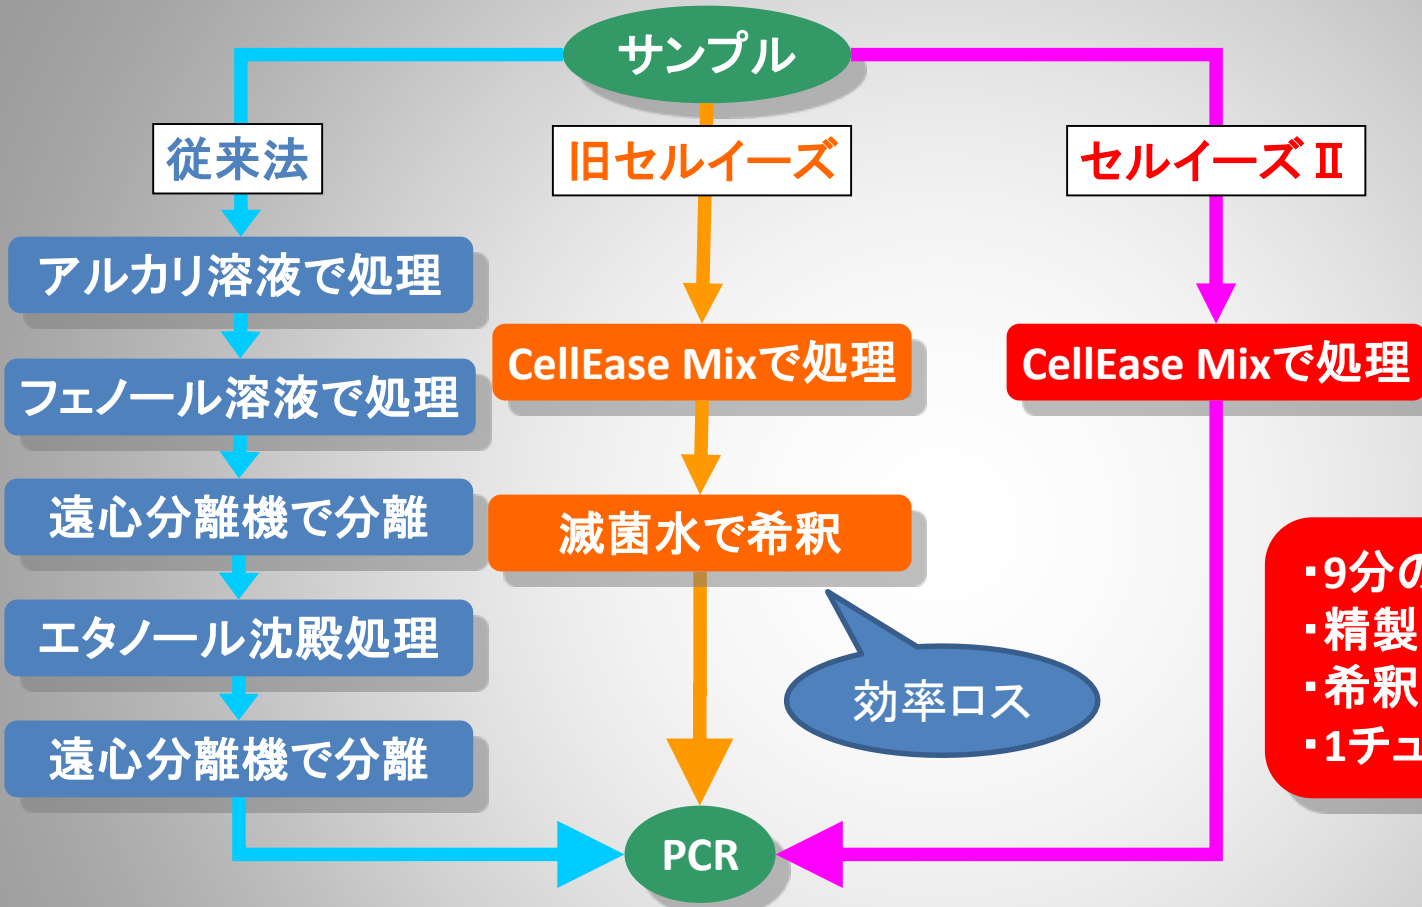 サンプル
従来法
アルカリ溶液で処理
フェノール溶液で処理
遠心分離機で分離
エタノール沈殿処理
遠心分離機で分離
旧セルイーズ
CellEase Mixで処理
滅菌水で希釈
効率ロス
セルイーズⅡ
CellEase Mixで処理
・9分の
・精製
・希釈
・1チュ
PCR